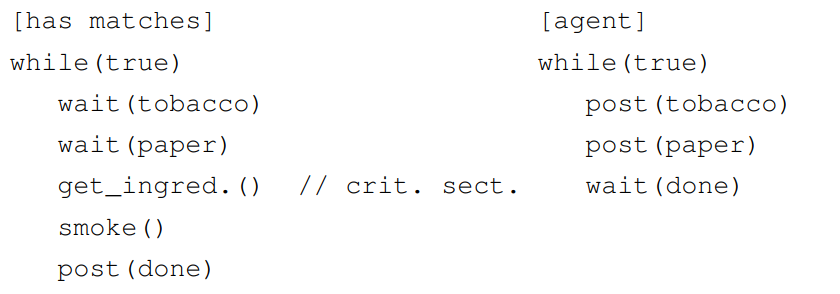 [has matches]
while(true)
wait(tobacco)
wait(paper)
get_ingred.() // crit. sect.
smoke()
post(done)
[agent]
while(true)
post(tobacco)
post(paper)
wait(done)